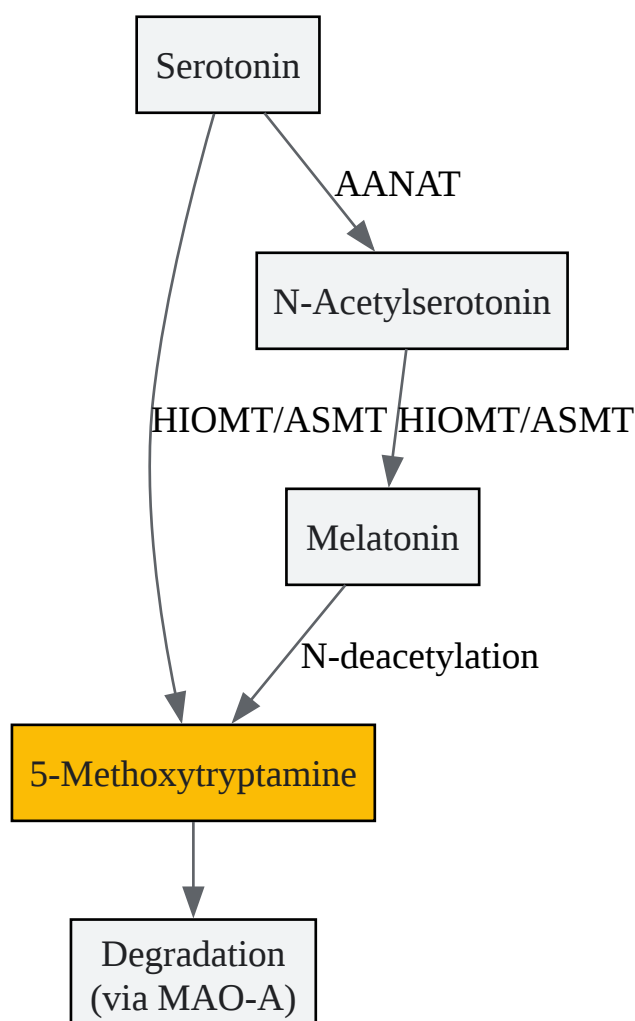 Serotonin
AANAT
N-Acetylserotonin
HIOMT/ASMT
HIOMT/ASMT
Melatonin
N-deacetylation
5-Methoxytryptamine
Degradation
(via MAO-A)